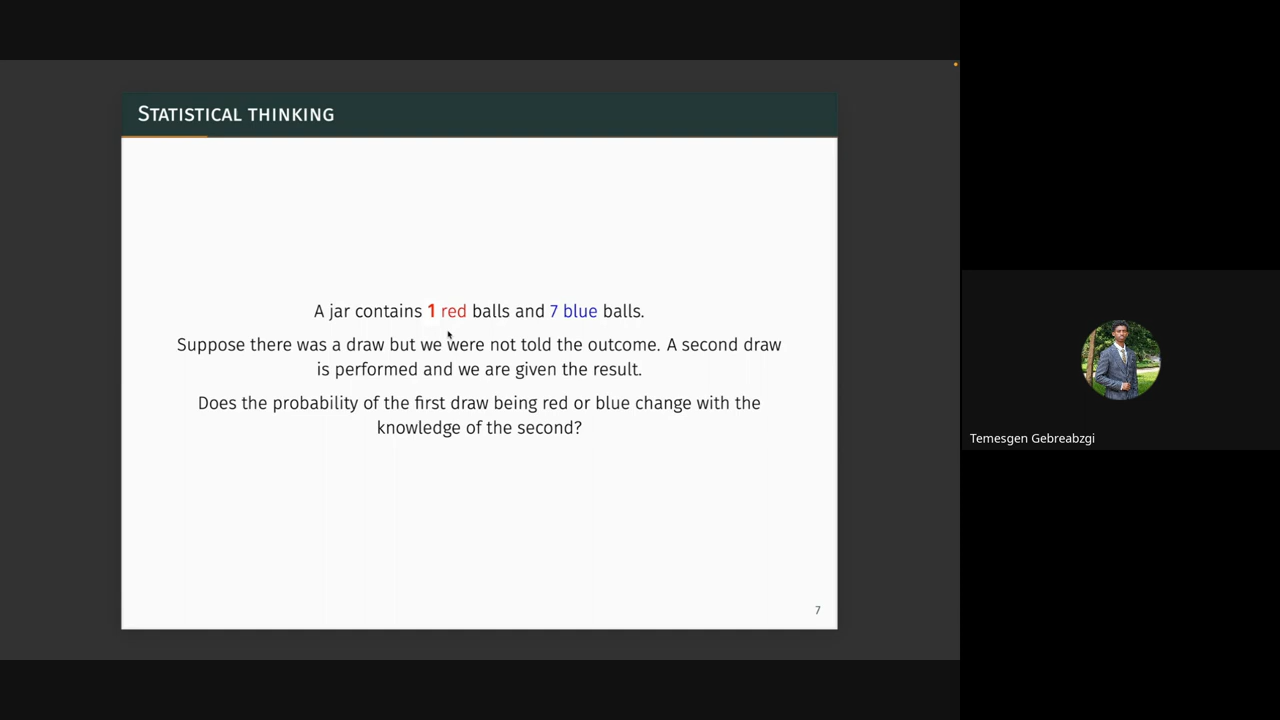 STATISTICAL THINKING
A jar contains 1 red balls and 7 blue balls.
Suppose there was a draw but we were not told the outcome. A second draw
is performed and we are given the result.
Does the probability of the first draw being red or blue change with the
knowledge of the second?
7
Temesgen Gebreabzgi